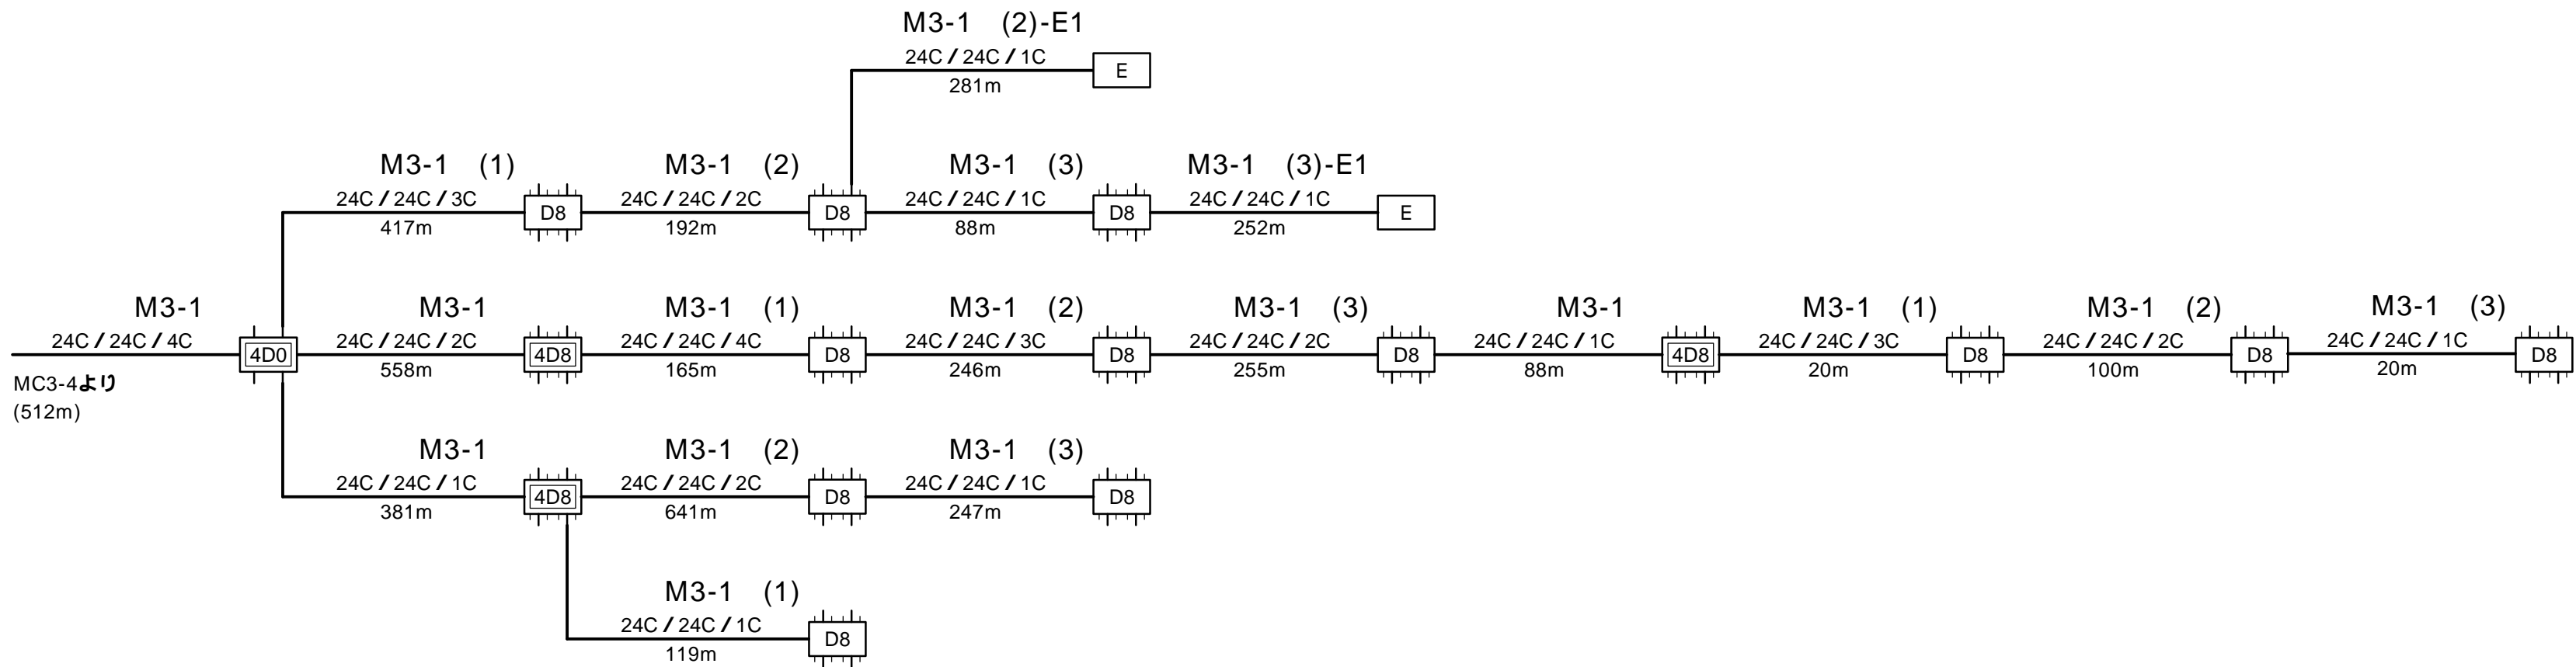 M3-1 (2)-E1
24C/24C/1C
E
281m
M3-1 (1)
M3-1 (2)
M3-1 (3)
M3-1 (3)-E1
24C/24C/3C
24C/24C/2C
24C/24C/1C
24C/24C/1C
D8
D8
D8
E
417m
192m
88m
252m
M3-1
M3-1
M3-1 (1)
M3-1 (2)
M3-1 (3)
M3-1
M3-1 (1)
M3-1 (2)
M3-1 (3)
24C/24C/4C
24C/24C/2C
24C/24C/4C
24C/24C/3C
24C/24C/2C
24C/24C/1C
24C/24C/3C
24C/24C/2C
24C/24C/1C
4D0
4D8
D8
D8
D8
4D8
D8
D8
D8
MC3-4より
(512m)
558m
165m
246m
255m
88m
20m
100m
20m
M3-1
M3-1 (2)
M3-1 (3)
24C/24C/1C
24C/24C/2C
24C/24C/1C
4D8
D8
D8
381m
641m
247m
M3-1 (1)
24C/24C/1C
D8
119m